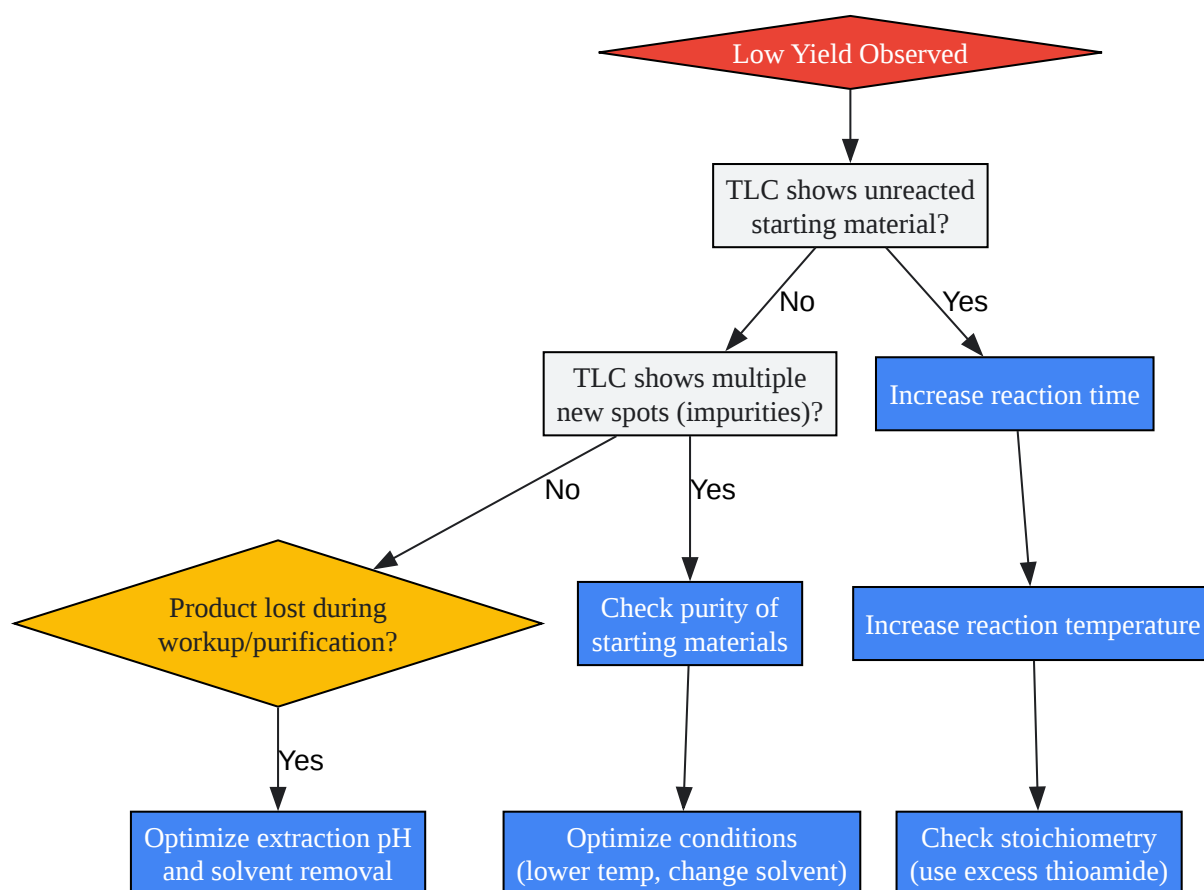 Low Yield Observed
TLC shows unreacted
starting material?
No
Yes
TLC shows multiple
new spots (impurities)?
Increase reaction time
No
Yes
Product lost during
workup/purification?
Check purity of
starting materials
Increase reaction temperature
Yes
Optimize extraction pH
and solvent removal
Optimize conditions
(lower temp, change solvent)
Check stoichiometry
(use excess thioamide)